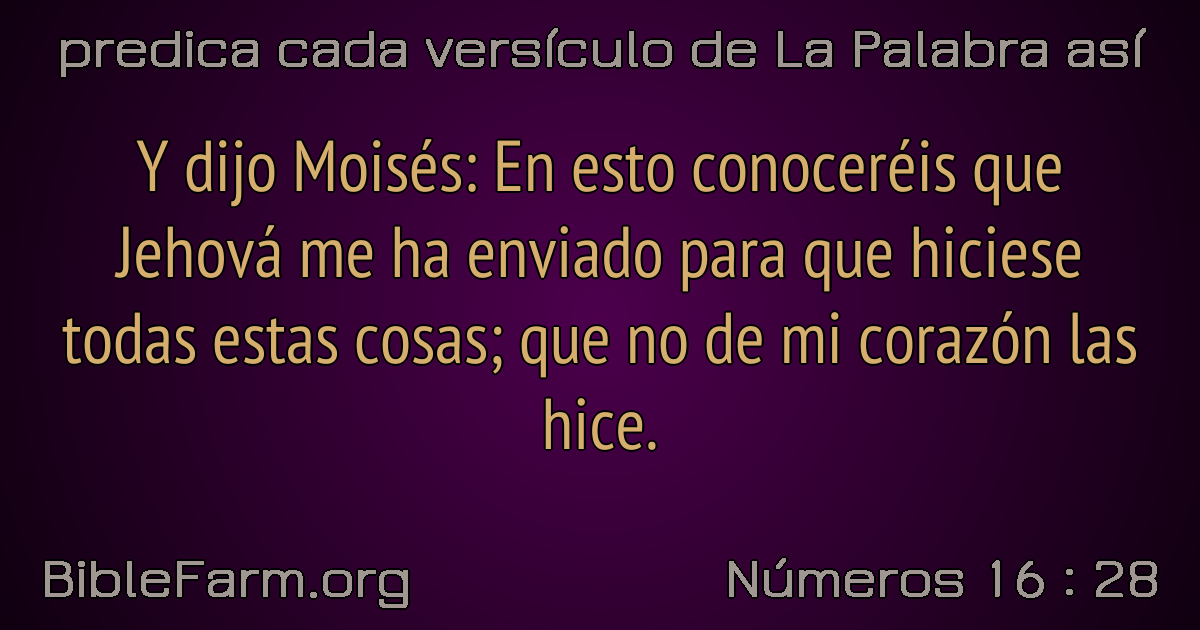 predica cada versículo de La Palabra así
Y dijo Moisés: En esto conoceréis que
Jehová me ha enviado para que hiciese
todas estas cosas; que no de mi corazón las
hice.
BibleFarm.org
Números 16 : 28